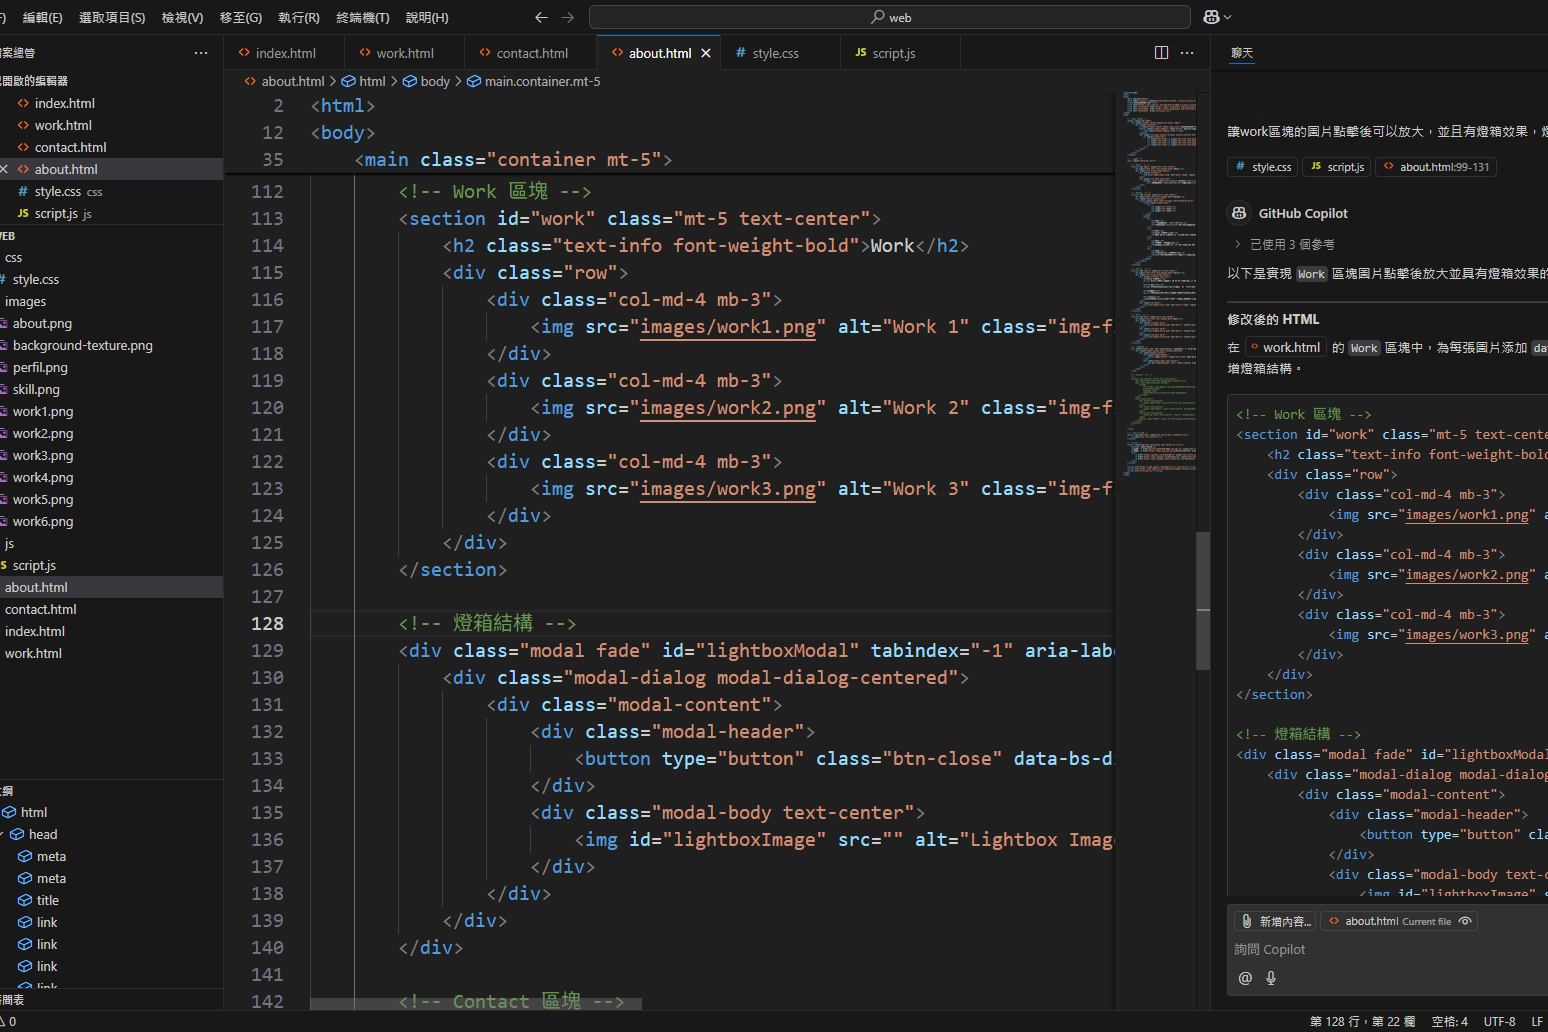 編輯(E) 選取項目(S) 檢視(V) 移至(G) 執行(R) 終端機(T) 說明(H)
web
index.html
work.html
contact.html
about.html
style.css
JS script.js
about.html > html > body > main.container.mt-5
index.html
work.html
contact.html
about.html
# style.css css
JS script.js js
css
# style.css
images
about.png
background-texture.png
perfil.png
skill.png
work1.png
work2.png
work3.png
work4.png
work5.png
work6.png
js
script.js
about.html
contact.html
index.html
work.html
html
head
meta
meta
title
link
link
link
link
0
2 <html>
12 <body>
35 <main class="container mt-5">
112 <!-- Work 區塊 -->
113 <section id="work" class="mt-5 text-center">
114 <h2 class="text-info font-weight-bold">Work</h2>
115 <div class="row">
116 <div class="col-md-4 mb-3">
117 <img src="images/work1.png" alt="Work 1" class="img-f
118 </div>
119 <div class="col-md-4 mb-3">
120 <img src="images/work2.png" alt="Work 2" class="img-f
121 </div>
122 <div class="col-md-4 mb-3">
123 <img src="images/work3.png" alt="Work 3" class="img-f
124 </div>
125 </div>
126 </section>
127
128 <!-- 燈箱結構 -->
129 <div class="modal fade" id="lightboxModal" tabindex="-1" aria-labe
130 <div class="modal-dialog modal-dialog-centered">
131 <div class="modal-content">
132 <div class="modal-header">
133 <button type="button" class="btn-close" data-bs-d
134 </div>
135 <div class="modal-body text-center">
136 <img id="lightboxImage" src="" alt="Lightbox Imag
137 </div>
138 </div>
139 </div>
140 </div>
141
142 <!-- Contact 區塊 -->
聊天
讓work區塊的圖片點擊後可以放大，並且有燈箱效果，
# style.css JS script.js about.html:99-131
GitHub Copilot
已使用 3 個參考
以下是實現 Work 區塊圖片點擊後放大並具有燈箱效果的
修改後的 HTML
在 work.html 的 Work 區塊中，為每張圖片添加 da
增燈箱結構。
<!-- Work 區塊 -->
<section id="work" class="mt-5 text-cente
<h2 class="text-info font-weight-bold
<div class="row">
<div class="col-md-4 mb-3">
<img src="images/work1.png" a
</div>
<div class="col-md-4 mb-3">
<img src="images/work2.png" a
</div>
<div class="col-md-4 mb-3">
<img src="images/work3.png" a
</div>
</div>
</section>
<!-- 燈箱結構 -->
<div class="modal fade" id="lightboxModal
<div class="modal-dialog modal-dialog
<div class="modal-content">
<div class="modal-header">
<button type="button" cla
</div>
<div class="modal-body text-c
<img id="lightboxImage" s
新增內容... about.html Current file
詢問 Copilot
@
第 128 行，第 22 欄 空格: 4 UTF-8 LF